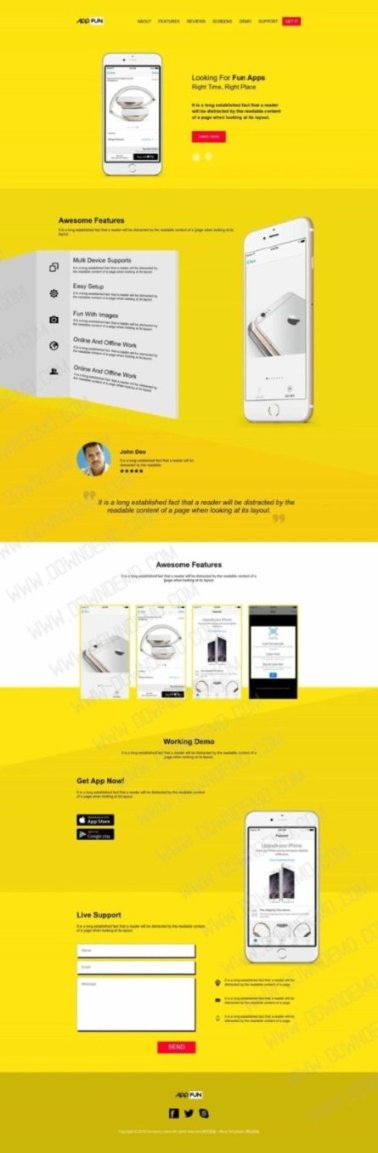 App FUN
ABOUT FEATURES REVIEWS SCREENS DEMO SUPPORT GET IT
Looking For Fun Apps
Right Time, Right Place
It is a long established fact that a reader
will be distracted by the readable content
of a page when looking at its layout.
Learn more
Awesome Features
It is a long established fact that a reader will be distracted by the readable content of a page when looking at its
layout
Multi Device Supports
It is a long established fact that a reader will be distracted by
the readable content of a page when looking at its layout
Easy Setup
It is a long established fact that a reader will be distracted by
the readable content of a page when looking at its layout
Fun With Images
It is a long established fact that a reader will be distracted by
the readable content of a page when looking at its layout
Online And Offline Work
It is a long established fact that a reader will be distracted by
the readable content of a page when looking at its layout
Online And Offline Work
It is a long established fact that a reader will be distracted by
the readable content of a page when looking at its layout
John Doe
It is a long established fact that a reader will be
distracted by the readable
it is a long established fact that a reader will be distracted by the
readable content of a page when looking at its layout.
Awesome Features
It is a long established fact that a reader will be distracted by the readable content of a
page when looking at its layout
Working Demo
It is a long established fact that a reader will be distracted by the readable content of a
page when looking at its layout
Get App Now!
It is a long established fact that a reader will be distracted by the readable content
of a page when looking at its layout
App Store
Google play
Live Support
It is a long established fact that a reader will be distracted by the readable content
of a page when looking at its layout
Name
Email
Message
SEND
It is a long established fact that a reader will be
distracted by the readable content of a page
It is a long established fact that a reader will be
distracted by the readable content of a page
It is a long established fact that a reader will be
distracted by the readable content of a page
App FUN
WWW.DOWNDEMO.COM